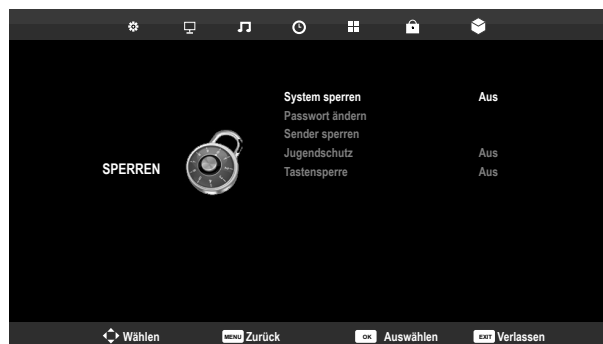 System sperren Aus
Passwort ändern
Sender sperren
Jugendschutz Aus
Tastensperre Aus
SPERREN
Wählen MENU Zurück OK Auswählen EXIT Verlassen